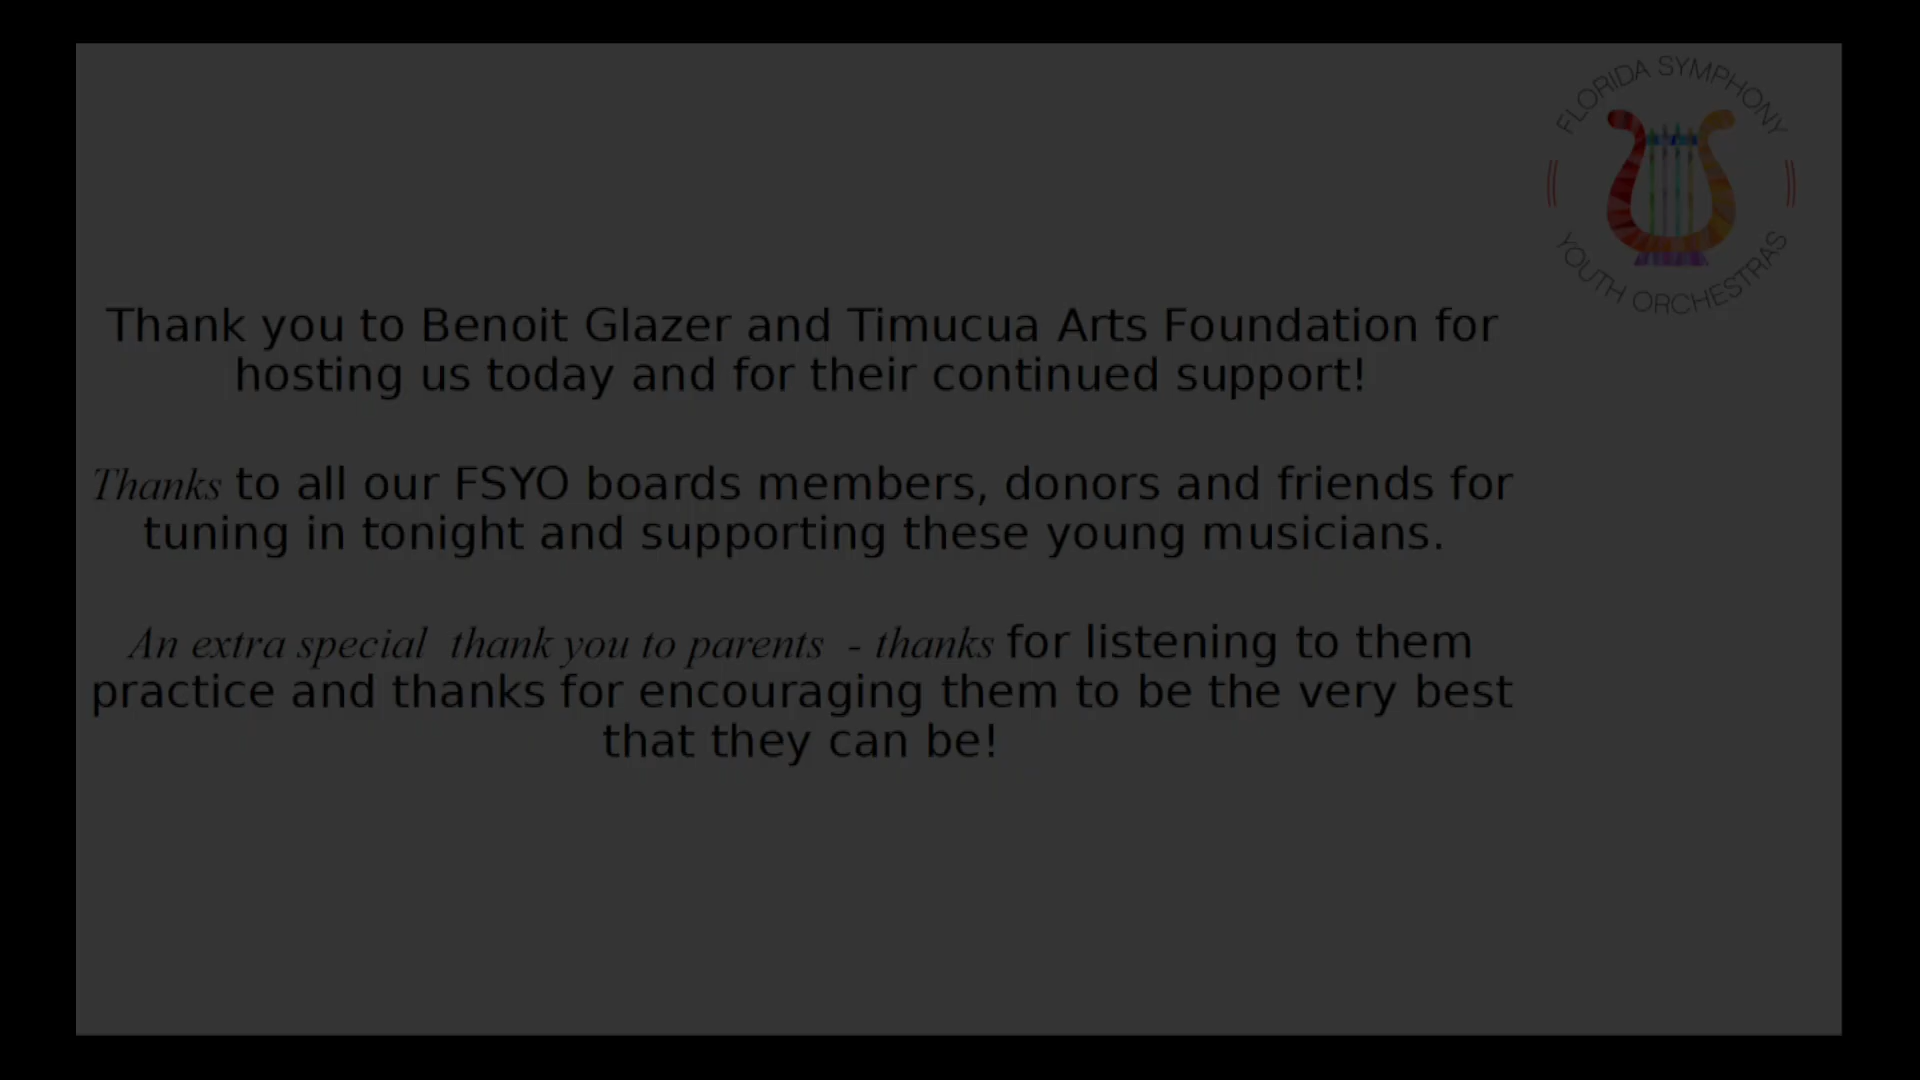 FLORIDA SYMPHONY
YOUTH ORCHESTRAS
Thank you to Benoit Glazer and Timucua Arts Foundation for
hosting us today and for their continued support!
Thanks to all our FSYO boards members, donors and friends for
tuning in tonight and supporting these young musicians.
An extra special  thank you to parents  - thanks for listening to them
practice and thanks for encouraging them to be the very best
that they can be!